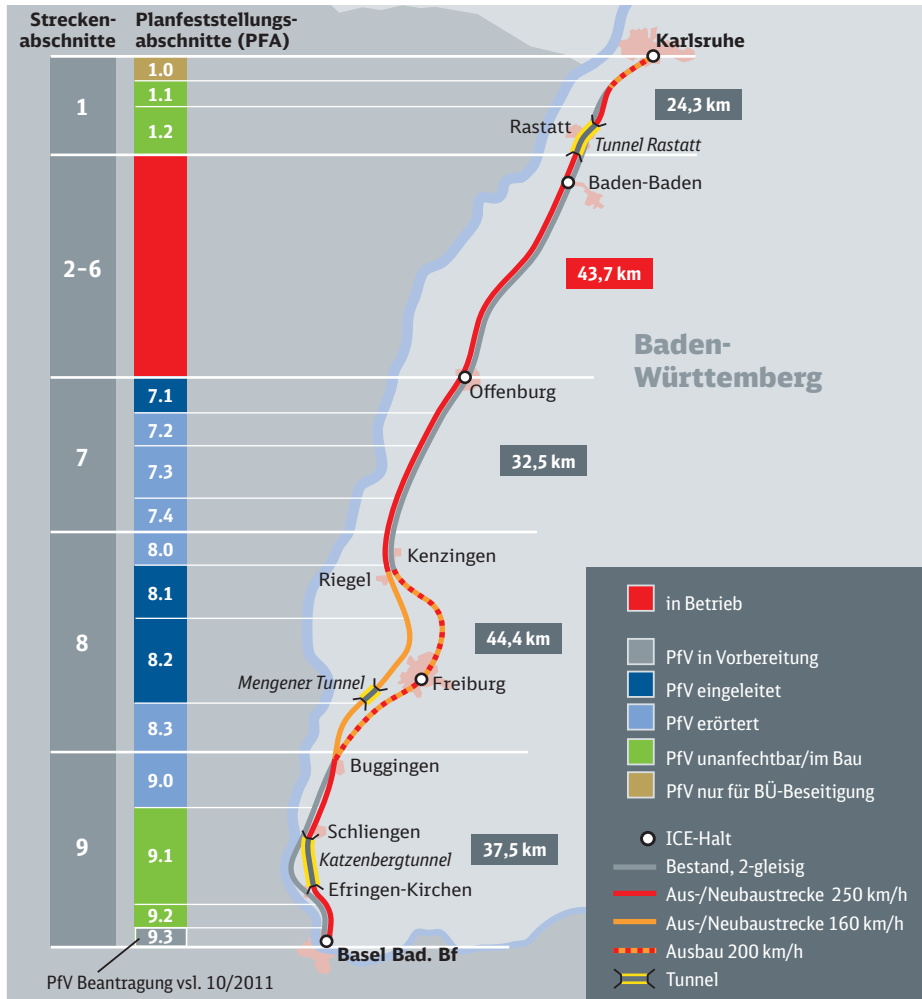 Strecken-
abschnitte
Planfeststellungs-
abschnitte (PFA)
1
2-6
7
8
9
1.0
1.1
1.2
7.1
7.2
7.3
7.4
8.0
8.1
8.2
8.3
9.0
9.1
9.2
9.3
PfV Beantragung vsl. 10/2011
Karlsruhe
24,3 km
Rastatt
Tunnel Rastatt
Baden-Baden
43,7 km
Baden-
Württemberg
Offenburg
32,5 km
Kenzingen
Riegel
44,4 km
Mengener Tunnel
Freiburg
Buggingen
Schliengen
Katzenbergtunnel
37,5 km
Efringen-Kirchen
Basel Bad. Bf
in Betrieb
PfV in Vorbereitung
PfV eingeleitet
PfV erörtert
PfV unanfechtbar/im Bau
PfV nur für BÜ-Beseitigung
ICE-Halt
Bestand, 2-gleisig
Aus-/Neubaustrecke 250 km/h
Aus-/Neubaustrecke 160 km/h
Ausbau 200 km/h
Tunnel